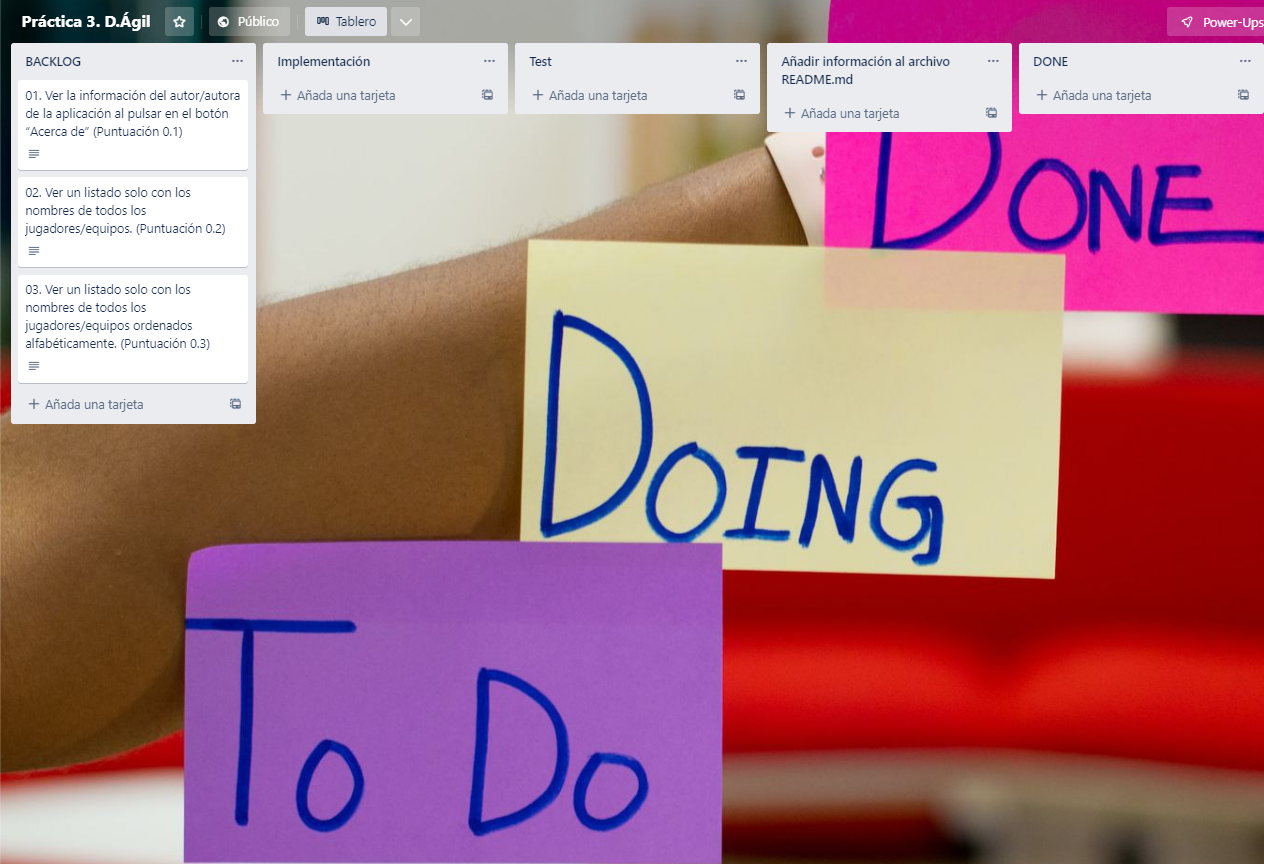 Práctica 3. D.Ágil
Público
Tablero
Power-Ups
BACKLOG
01. Ver la información del autor/autora
de la aplicación al pulsar en el botón
“Acerca de” (Puntuación 0.1)
02. Ver un listado solo con los
nombres de todos los
jugadores/equipos. (Puntuación 0.2)
03. Ver un listado solo con los
nombres de todos los
jugadores/equipos ordenados
alfabéticamente. (Puntuación 0.3)
+ Añada una tarjeta
Implementación
+ Añada una tarjeta
Test
+ Añada una tarjeta
Añadir información al archivo
README.md
+ Añada una tarjeta
DONE
+ Añada una tarjeta
DONE
DOING
To Do